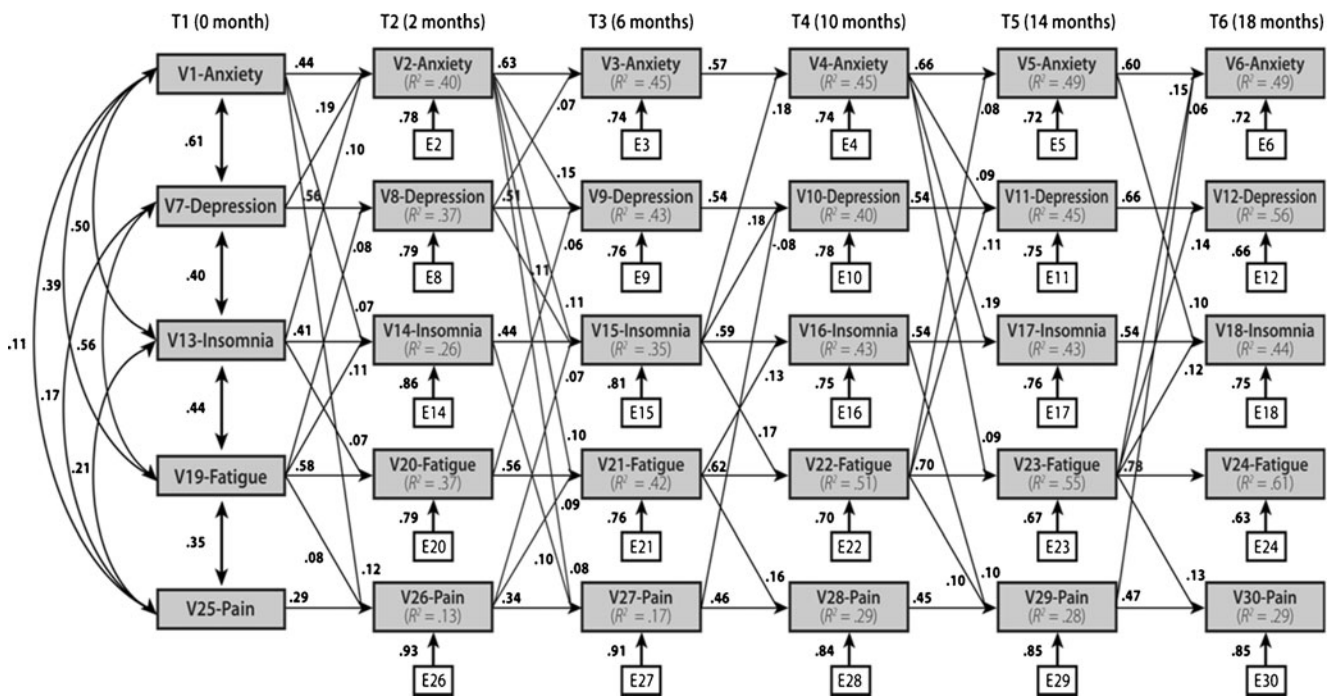 T1 (0 month) T2 (2 months) T3 (6 months) T4 (10 months) T5 (14 months) T6 (18 months)
V1-Anxiety .44 V2-Anxiety .63 V3-Anxiety .57 V4-Anxiety .66 V5-Anxiety .60 V6-Anxiety
(R² = .40) (R² = .45) (R² = .45) (R² = .49) (R² = .49)
.19 .07 .18 .08 .15 .06
.78 .74 .74 .72 .72
E2 E3 E4 E5 E6
.61 .10
.15 .09
V7-Depression .56 V8-Depression .51 V9-Depression .54 V10-Depression .54 V11-Depression .66 V12-Depression
(R² = .37) (R² = .43) (R² = .40) (R² = .45) (R² = .56)
.50 .08 .06 .18 -.08 .11 .14
.79 .76 .78 .75 .66
E8 E9 E10 E11 E12
.40 .11
.39 .07 .11 .19 .10
V13-Insomnia .41 V14-Insomnia .44 V15-Insomnia .59 V16-Insomnia .54 V17-Insomnia .54 V18-Insomnia
(R² = .26) (R² = .35) (R² = .43) (R² = .43) (R² = .44)
.11 .56 .11 .07 .13 .12
.17 .86 .81 .75 .76 .75
E14 E15 E16 E17 E18
.44
.07 .10 .17 .09
.21 V19-Fatigue .58 V20-Fatigue .56 V21-Fatigue .62 V22-Fatigue .70 V23-Fatigue .78 V24-Fatigue
(R² = .37) (R² = .42) (R² = .51) (R² = .55) (R² = .61)
.09
.79 .76 .70 .67 .63
E20 E21 E22 E23 E24
.35 .08 .10
.12 .08 .16 .10 .10 .13
V25-Pain .29 V26-Pain .34 V27-Pain .46 V28-Pain .45 V29-Pain .47 V30-Pain
(R² = .13) (R² = .17) (R² = .29) (R² = .28) (R² = .29)
.93 .91 .84 .85 .85
E26 E27 E28 E29 E30